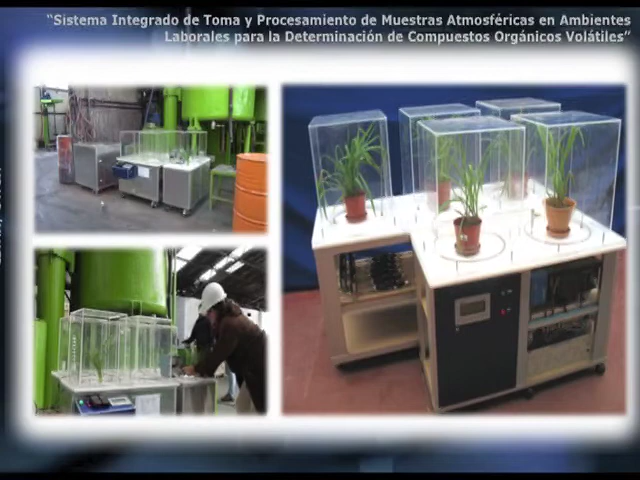 “Sistema Integrado de Toma y Procesamiento de Muestras Atmosféricas en Ambientes
Laborales para la Determinación de Compuestos Orgánicos Volátiles”